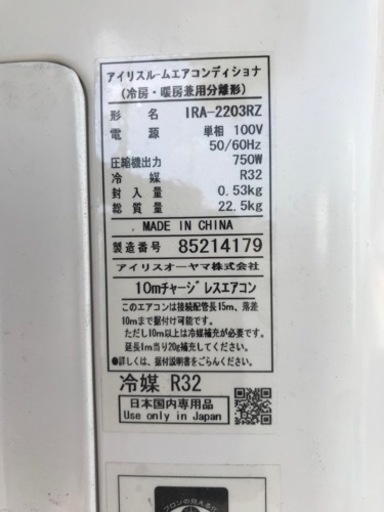 アイリスルームエアコンディショナ
(冷房・暖房兼用分離形)
形 名 IRA-2203RZ
電 源 単相 100V
50/60Hz
圧縮機出力 750W
冷 媒 R32
封 入 量 0.53kg
総 質 量 22.5kg
MADE IN CHINA
製造番号 85214179
アイリスオーヤマ株式会社
10mチャージレスエアコン
このエアコンは接続配管長15m、落差
10mまで据付け可能です。
ただし10m以上は冷媒補充が必要です。
延長1m当り20g補充してください。
●詳しくは、据付説明書をごらんください。
冷媒 R32
日本国内専用品
Use only in Japan